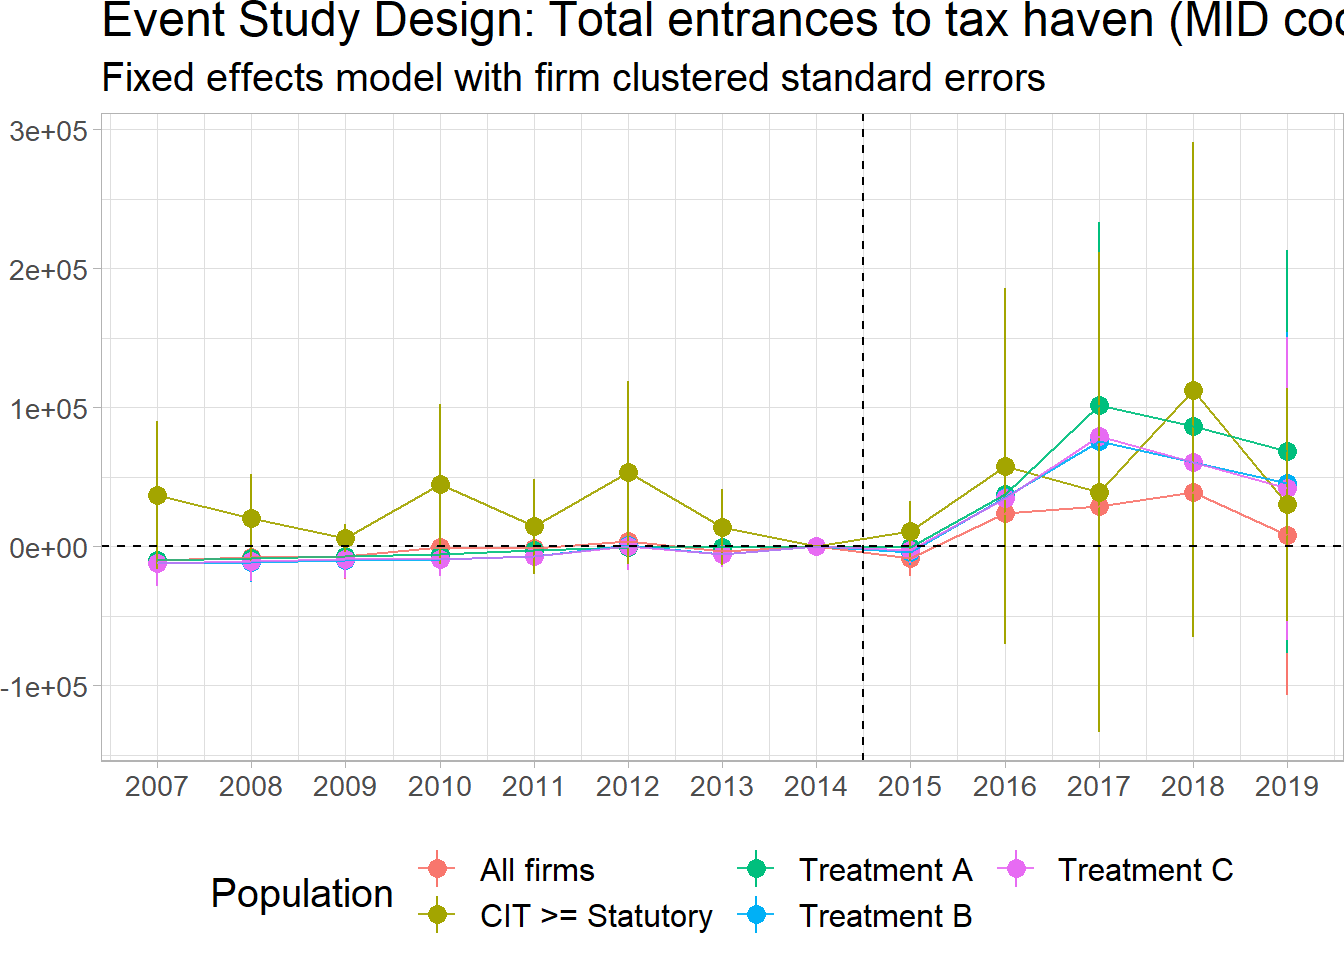 Event Study Design: Total entrances to tax haven (MID
Fixed effects model with firm clustered standard errors
3e+05
2e+05
1e+05
0e+00
-1e+05
2007 2008 2009 2010 2011 2012 2013 2014 2015 2016 2017 2018 2019
Population
All firms
Treatment A
Treatment C
CIT >= Statutory
Treatment B